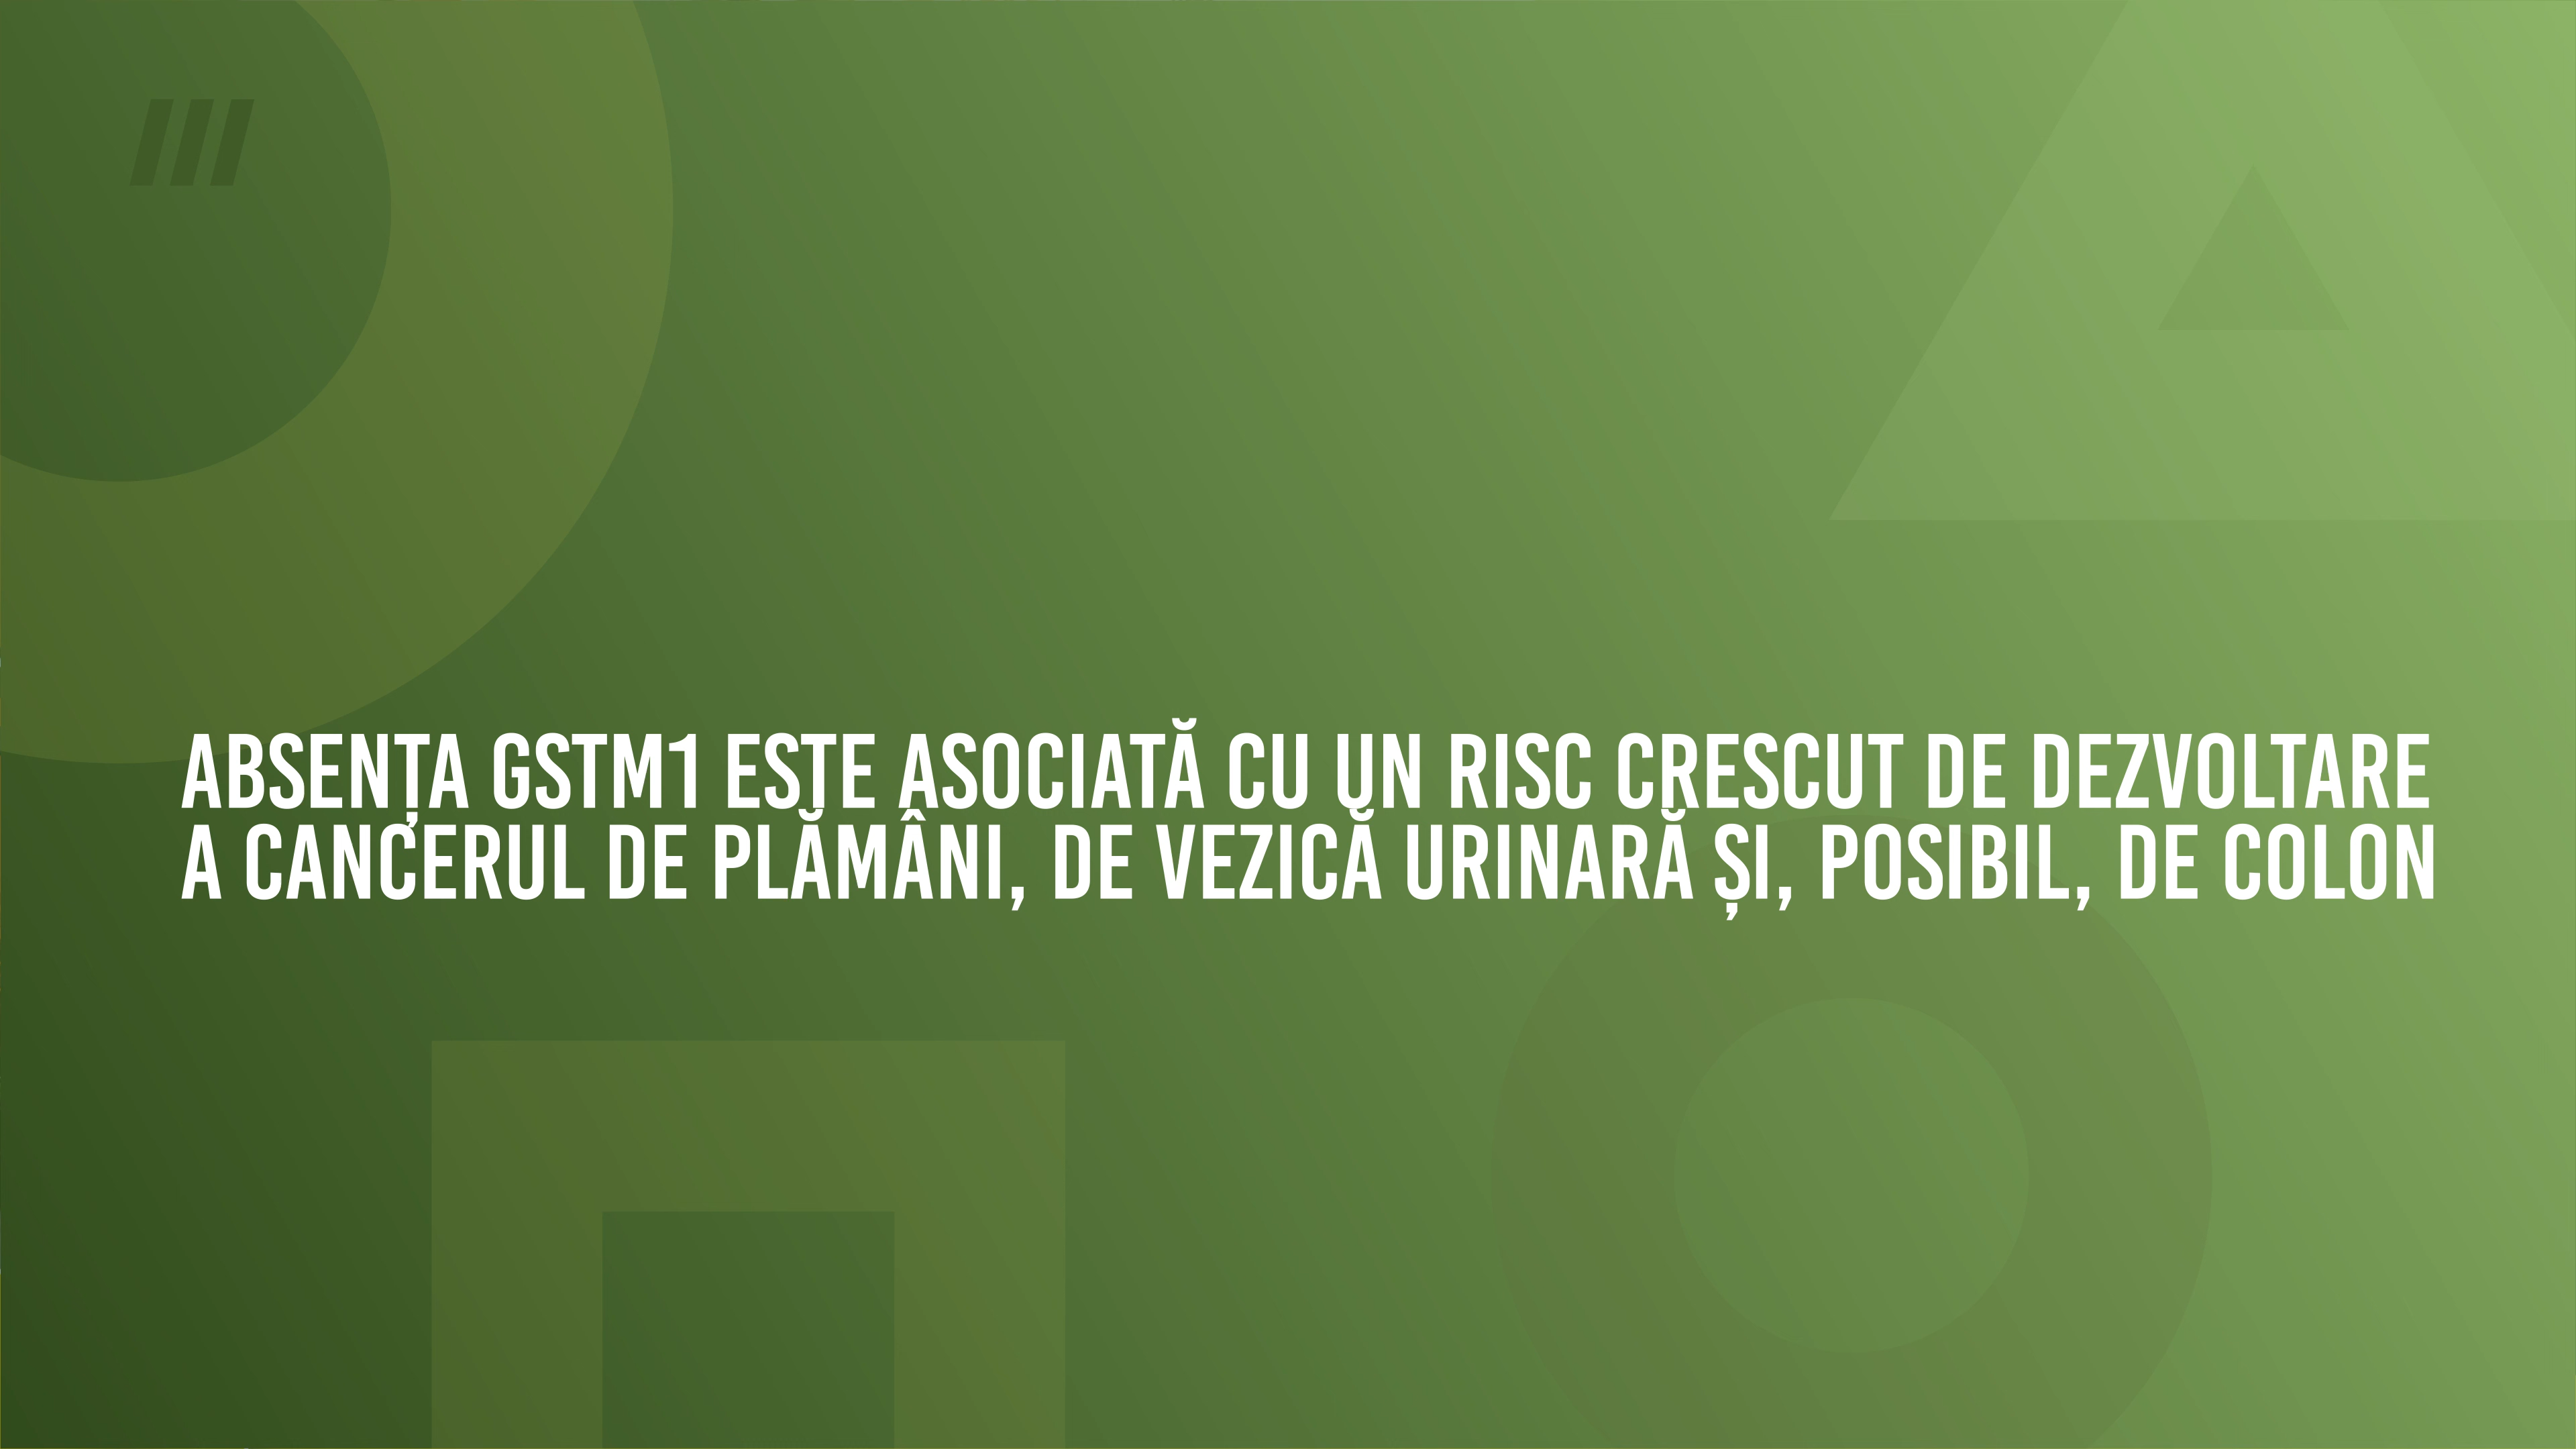 ABSENȚA GSTM1 ESTE ASOCIATĂ CU UN RISC CRESCUT DE DEZVOLTARE
A CANCERUL DE PLĂMÂNI, DE VEZICĂ URINARĂ ȘI, POSIBIL, DE COLON